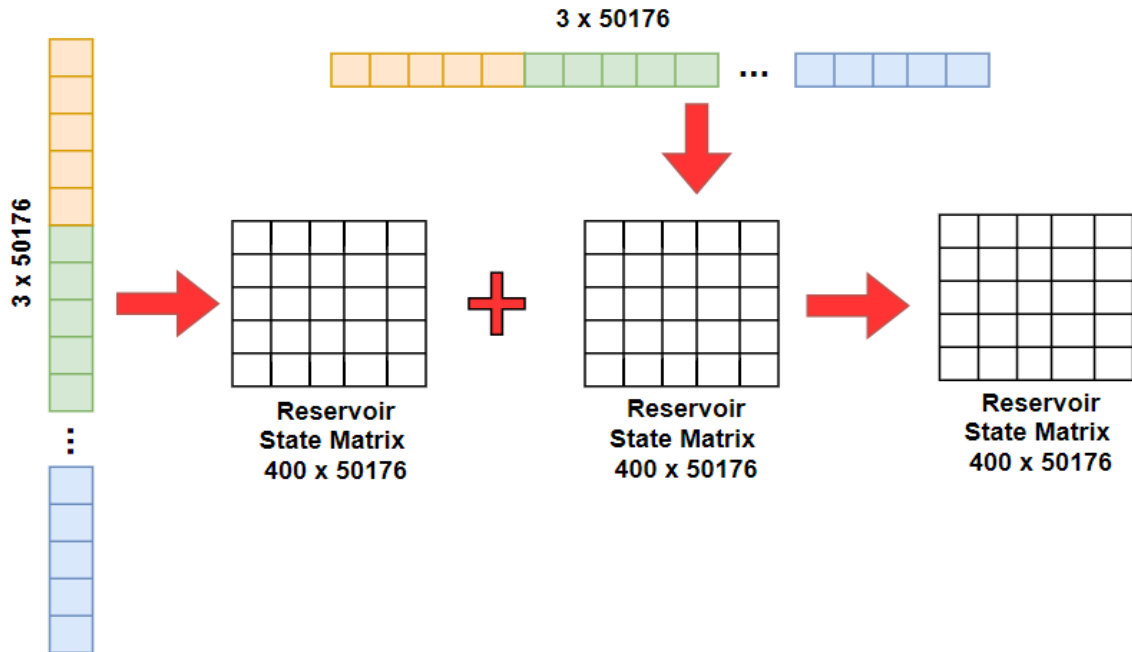 3 x 50176
3 x 50176
...
...
Reservoir
State Matrix
400 x 50176
Reservoir
State Matrix
400 x 50176
Reservoir
State Matrix
400 x 50176